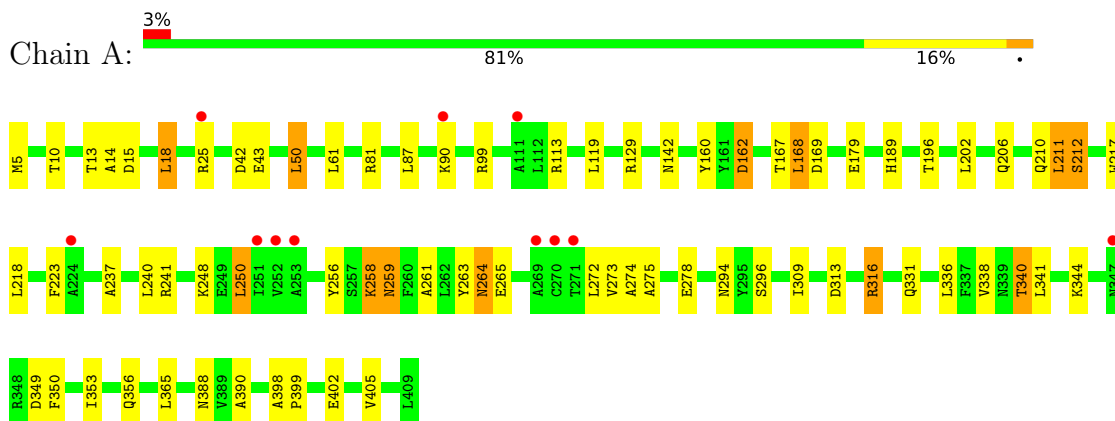 3%
Chain A:
81% 16% •
M5 T10 T13 A14 D15 L18 R25 D42 E43 L50 L61 R81 L87 K90 R99 A111 L112 R113 L119 R129 N142 Y160 Y161 D162 T167 L168 D169 E179 H189 T196 L202 Q206 Q210 L211 S212 W217
L218 F223 A224 A237 L240 R241 K248 E249 L250 I251 V252 A253 Y256 S257 K258 N259 F260 A261 L262 Y263 N264 E265 A269 C270 T271 L272 V273 A274 A275 E278 N294 Y295 S296 I309 D313 R316 Q331 L336 F337 V338 N339 T340 L341 K344 N347
R348 D349 F350 I353 Q356 L365 N388 V389 A390 A398 P399 E402 V405 L409